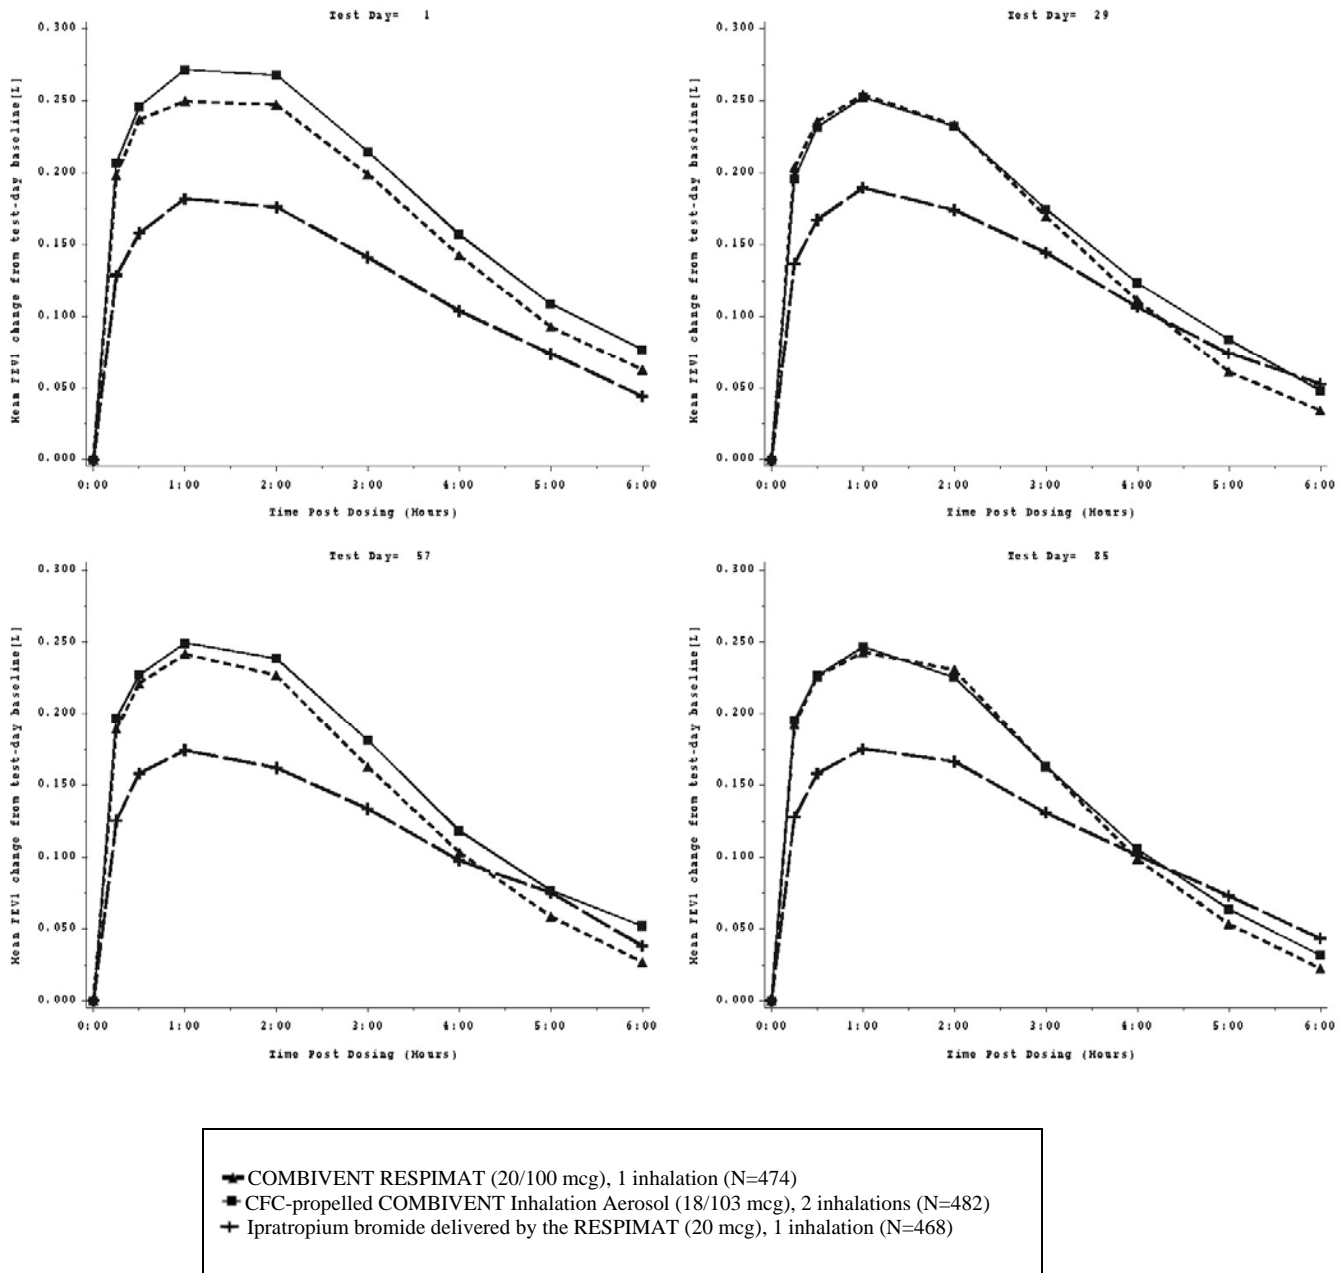 Test Day= 1
0.300
0.250
0.200
0.150
0.100
0.050
0.000
Mean FEV1 change from test-day baseline[L]
0:00 1:00 2:00 3:00 4:00 5:00 6:00
Time Post Dosing (Hours)
Test Day= 29
0.300
0.250
0.200
0.150
0.100
0.050
0.000
Mean FEV1 change from test-day baseline[L]
0:00 1:00 2:00 3:00 4:00 5:00 6:00
Time Post Dosing (Hours)
Test Day= 57
0.300
0.250
0.200
0.150
0.100
0.050
0.000
Mean FEV1 change from test-day baseline[L]
0:00 1:00 2:00 3:00 4:00 5:00 6:00
Time Post Dosing (Hours)
Test Day= 85
0.300
0.250
0.200
0.150
0.100
0.050
0.000
Mean FEV1 change from test-day baseline[L]
0:00 1:00 2:00 3:00 4:00 5:00 6:00
Time Post Dosing (Hours)
COMBIVENT RESPIMAT (20/100 mcg), 1 inhalation (N=474)
CFC-propelled COMBIVENT Inhalation Aerosol (18/103 mcg), 2 inhalations (N=482)
Ipratropium bromide delivered by the RESPIMAT (20 mcg), 1 inhalation (N=468)